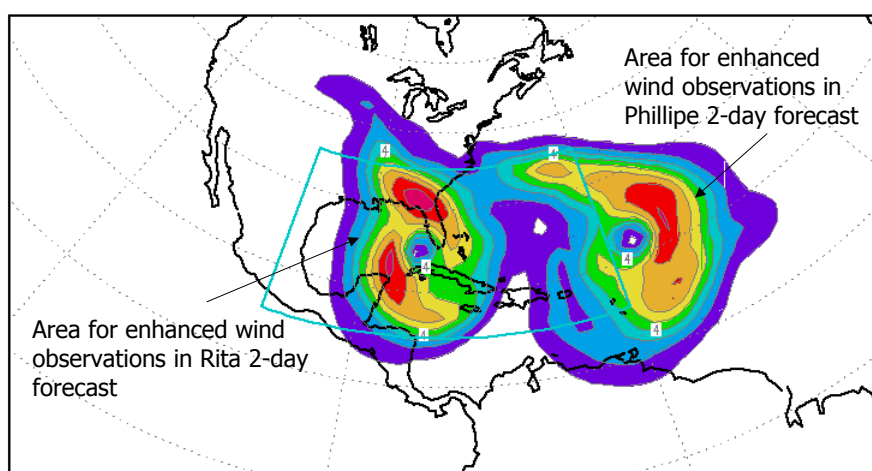 Area for enhanced
wind observations in
Phillipe 2-day forecast
4
4
4
4
4
4
Area for enhanced wind
observations in Rita 2-day
forecast